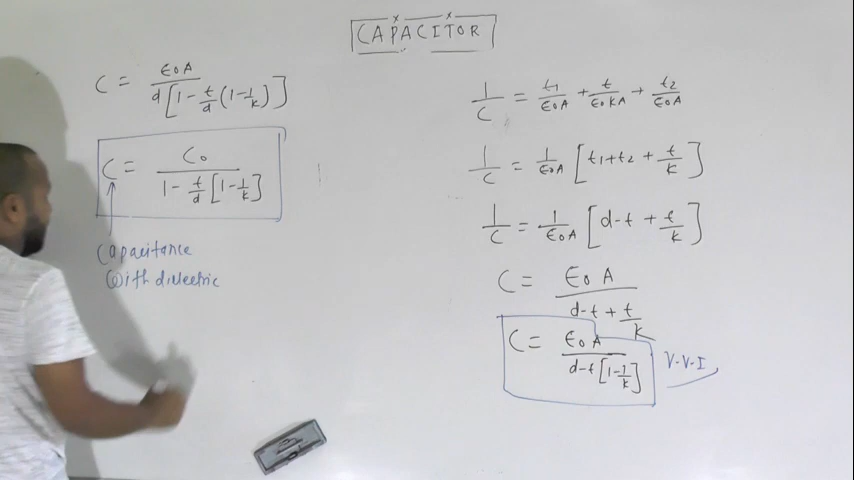 CAPACITOR
C = ε0A / d[1 - t/d (1 - 1/k)]
C = C0 / 1 - t/d [1 - 1/k]
Capacitance
With dielectric
1/C = t1/ε0A + t/ε0KA + t2/ε0A
1/C = 1/ε0A [t1+t2 + t/k]
1/C = 1/ε0A [d-t + t/k]
C = ε0A / d-t + t/k
C = ε0A / d-t[1-1/k]
V.V.I